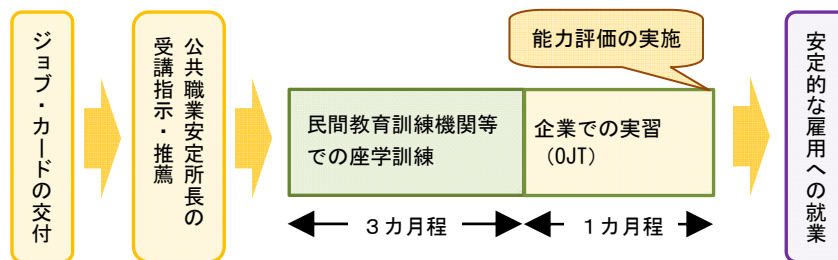 ジョブ・カードの交付
公共職業安定所長の
受講指示・推薦
民間教育訓練機関等
での座学訓練
能力評価の実施
企業での実習
（OJT）
３カ月程
１カ月程
安定的な雇用への就業